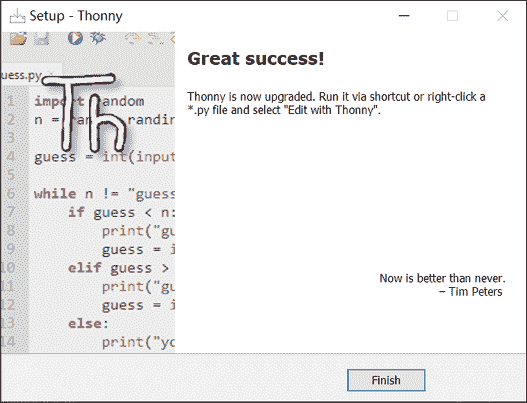 Setup - Thonny
uess.py
Th
Great success!
Thonny is now upgraded. Run it via shortcut or right-click a
*.py file and select "Edit with Thonny".
1 import random
2 n = randin
3
4 guess = int(input
5
6 while n != "guess
7 if guess < n:
8 print("gu
9 guess = i
10 elif guess >
11 print("gu
12 guess = i
13 else:
14 print("yo
Now is better than never.
– Tim Peters
Finish